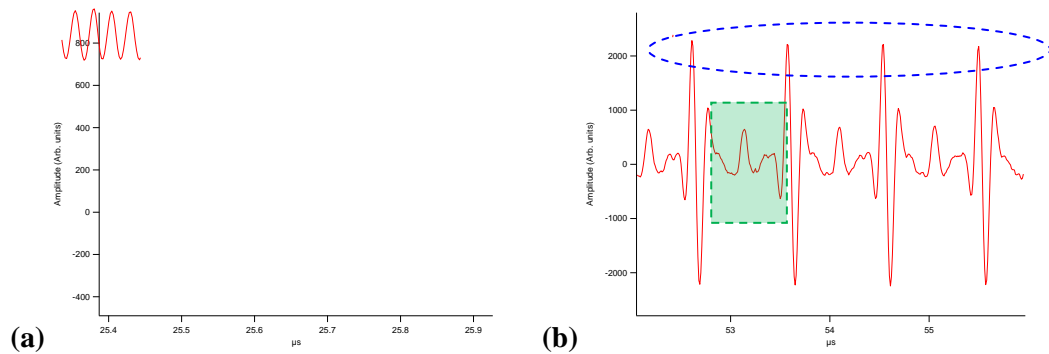 Amplitude (Arb. units)
800
600
400
200
0
-200
-400
25.4 25.5 25.6 25.7 25.8 25.9
µs
(a)
Amplitude (Arb. units)
2000
1000
0
-1000
-2000
53 54 55
µs
(b)